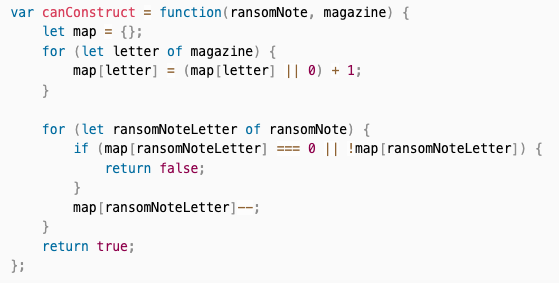 var canConstruct = function(ransomNote, magazine) {
    let map = {};
    for (let letter of magazine) {
        map[letter] = (map[letter] || 0) + 1;
    }

    for (let ransomNoteLetter of ransomNote) {
        if (map[ransomNoteLetter] === 0 || !map[ransomNoteLetter]) {
            return false;
        }
        map[ransomNoteLetter]--;
    }
    return true;
};